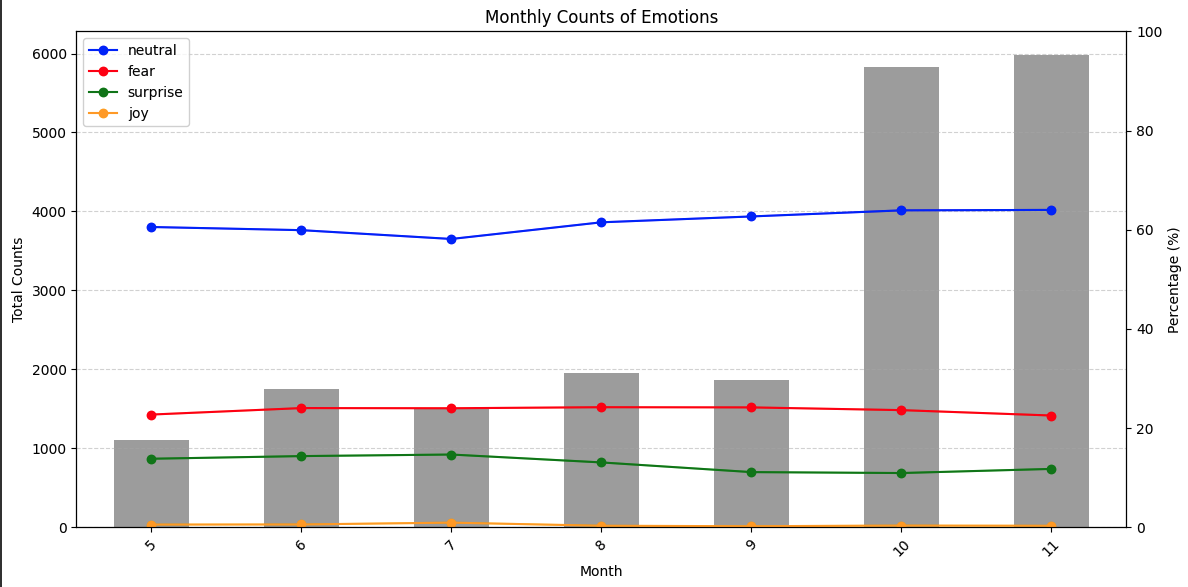 Monthly Counts of Emotions
neutral
fear
surprise
joy
6000
5000
4000
3000
2000
1000
0
Total Counts
100
80
60
40
20
0
Percentage (%)
5
6
7
8
9
10
11
Month